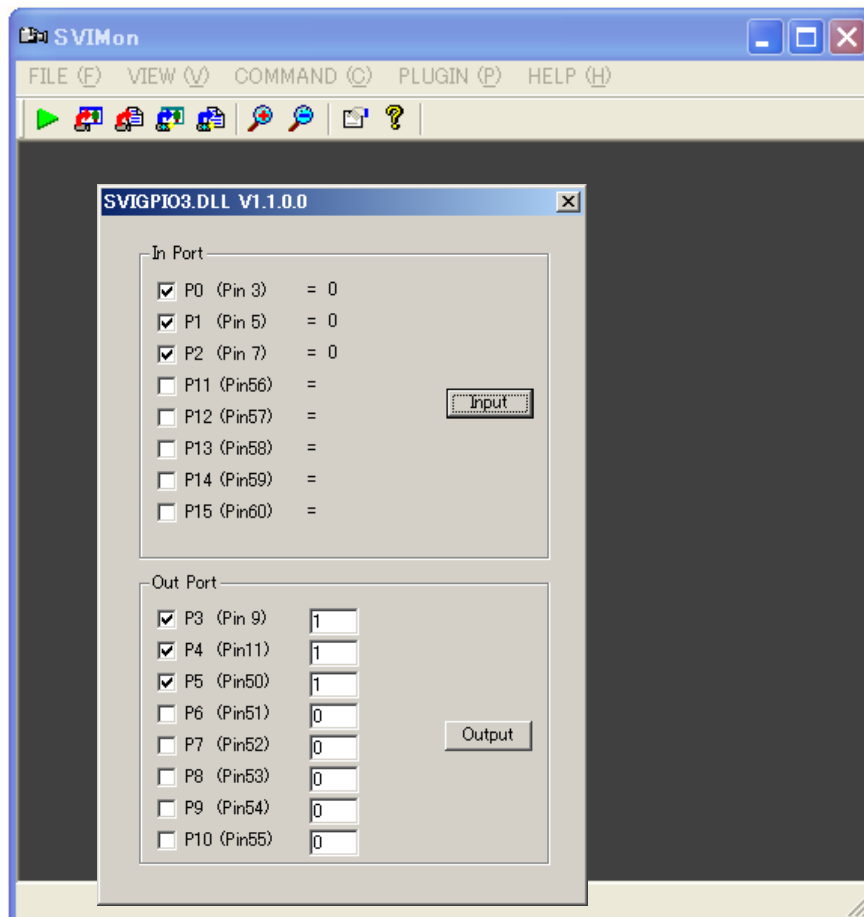 SVIMon
FILE (F) VIEW (V) COMMAND (C) PLUGIN (P) HELP (H)
SVIGPIO3.DLL V1.1.0.0
In Port
P0 (Pin 3) = 0
P1 (Pin 5) = 0
P2 (Pin 7) = 0
P11 (Pin56) =
P12 (Pin57) =
P13 (Pin58) =
P14 (Pin59) =
P15 (Pin60) =
Input
Out Port
P3 (Pin 9) 1
P4 (Pin11) 1
P5 (Pin50) 1
P6 (Pin51) 0
P7 (Pin52) 0
P8 (Pin53) 0
P9 (Pin54) 0
P10 (Pin55) 0
Output